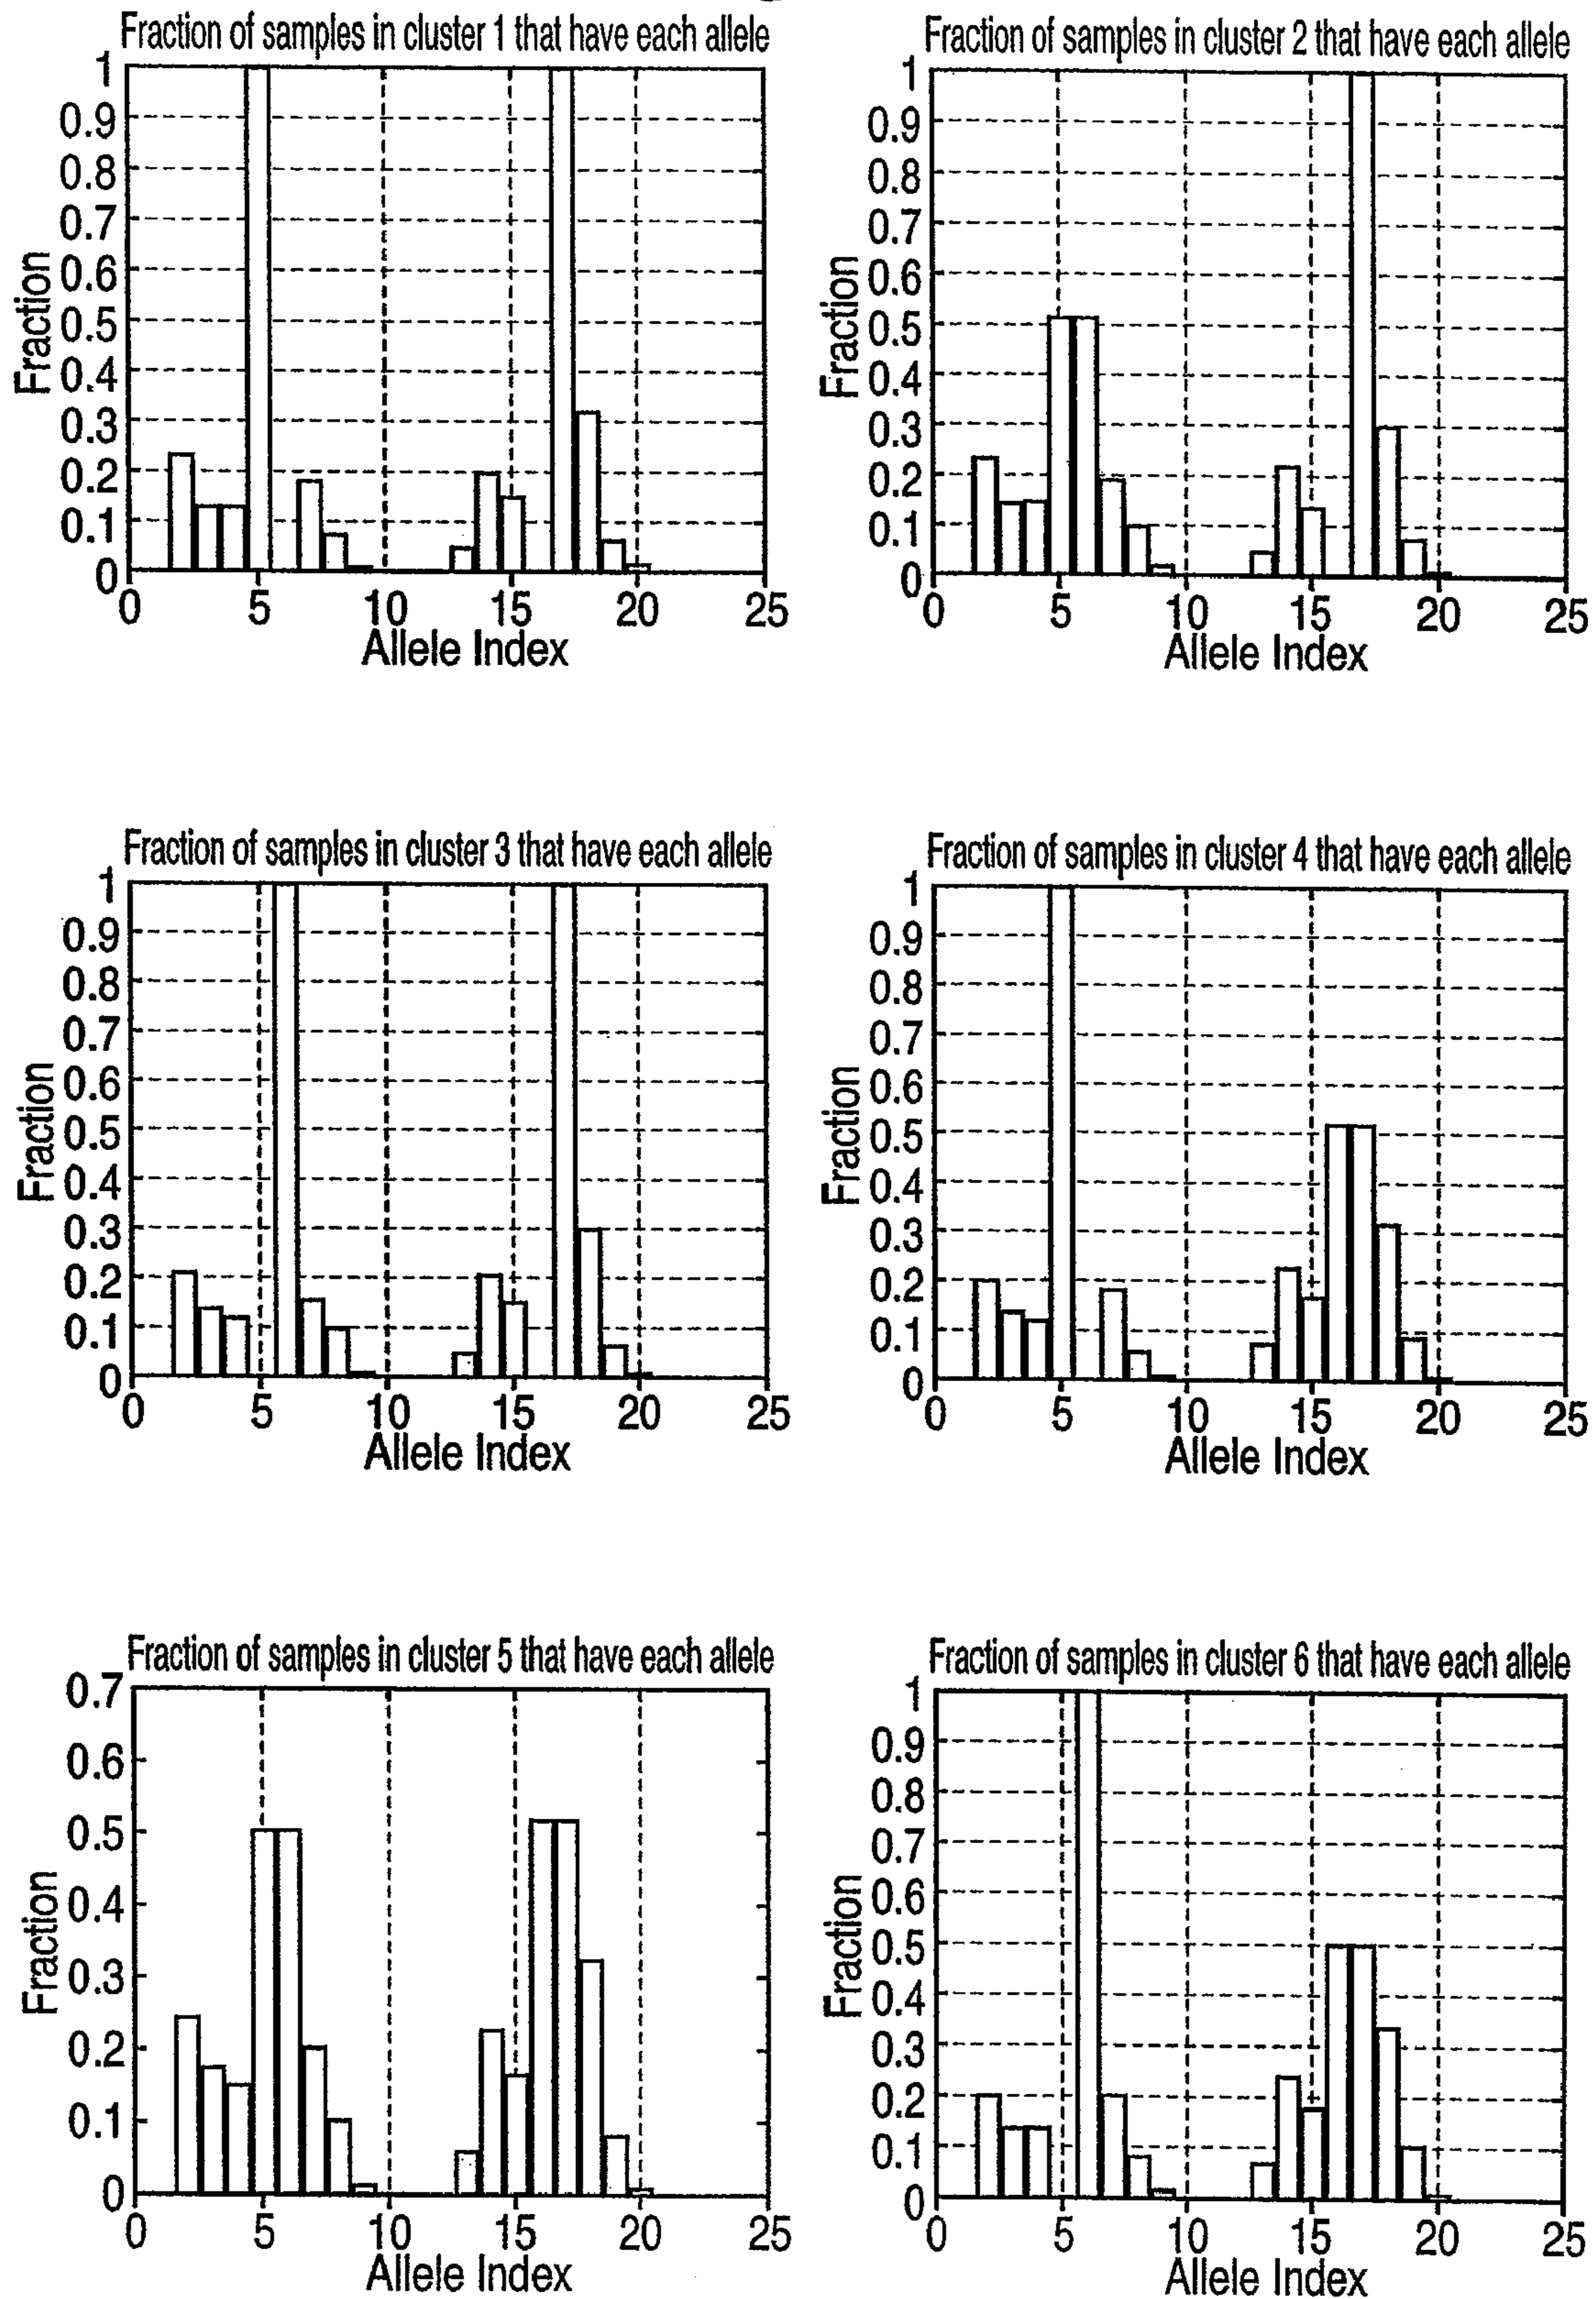 Fraction of samples in cluster 1 that have each allele
1
0.9
0.8
0.7
0.6
0.5
0.4
0.3
0.2
0.1
0
Fraction
0 5 10 15 20 25
Allele Index
Fraction of samples in cluster 2 that have each allele
1
0.9
0.8
0.7
0.6
0.5
0.4
0.3
0.2
0.1
0
Fraction
0 5 10 15 20 25
Allele Index
Fraction of samples in cluster 3 that have each allele
1
0.9
0.8
0.7
0.6
0.5
0.4
0.3
0.2
0.1
0
Fraction
0 5 10 15 20 25
Allele Index
Fraction of samples in cluster 4 that have each allele
1
0.9
0.8
0.7
0.6
0.5
0.4
0.3
0.2
0.1
0
Fraction
0 5 10 15 20 25
Allele Index
Fraction of samples in cluster 5 that have each allele
0.7
0.6
0.5
0.4
0.3
0.2
0.1
0
Fraction
0 5 10 15 20 25
Allele Index
Fraction of samples in cluster 6 that have each allele
1
0.9
0.8
0.7
0.6
0.5
0.4
0.3
0.2
0.1
0
Fraction
0 5 10 15 20 25
Allele Index